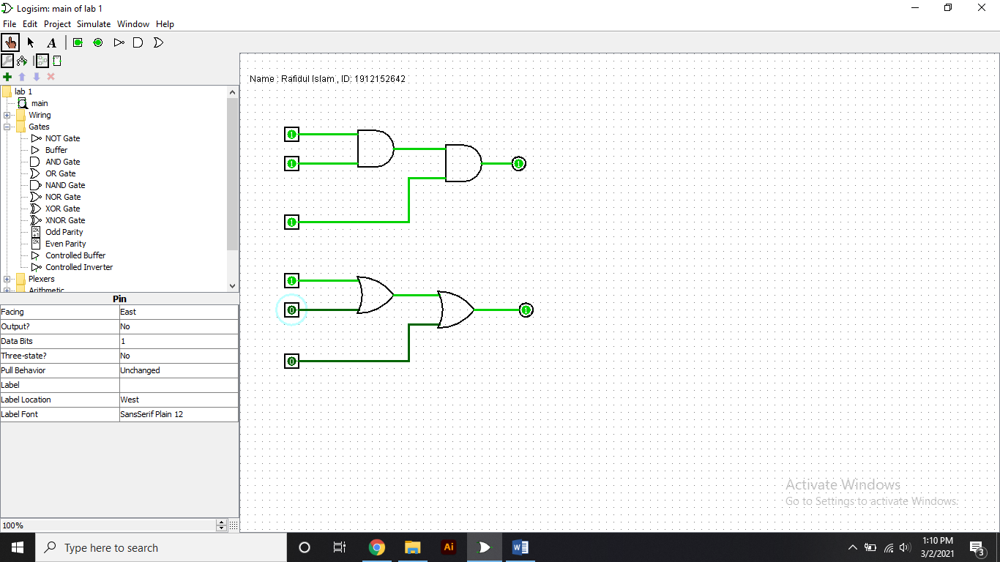 Logisim: main of lab 1
File Edit Project Simulate Window Help
A
lab 1
main
Wiring
Gates
NOT Gate
Buffer
AND Gate
OR Gate
NAND Gate
NOR Gate
XOR Gate
XNOR Gate
2k+1 Odd Parity
2k Even Parity
Controlled Buffer
Controlled Inverter
Plexers
Arithmetic
Pin
Facing East
Output? No
Data Bits 1
Three-state? No
Pull Behavior Unchanged
Label
Label Location West
Label Font SansSerif Plain 12
100%
Name : Rafidul Islam , ID: 1912152642
1
1
1
1
1
1
0
1
0
Activate Windows
Go to Settings to activate Windows.
Type here to search
Ai
W
1:10 PM
3/2/2021
3